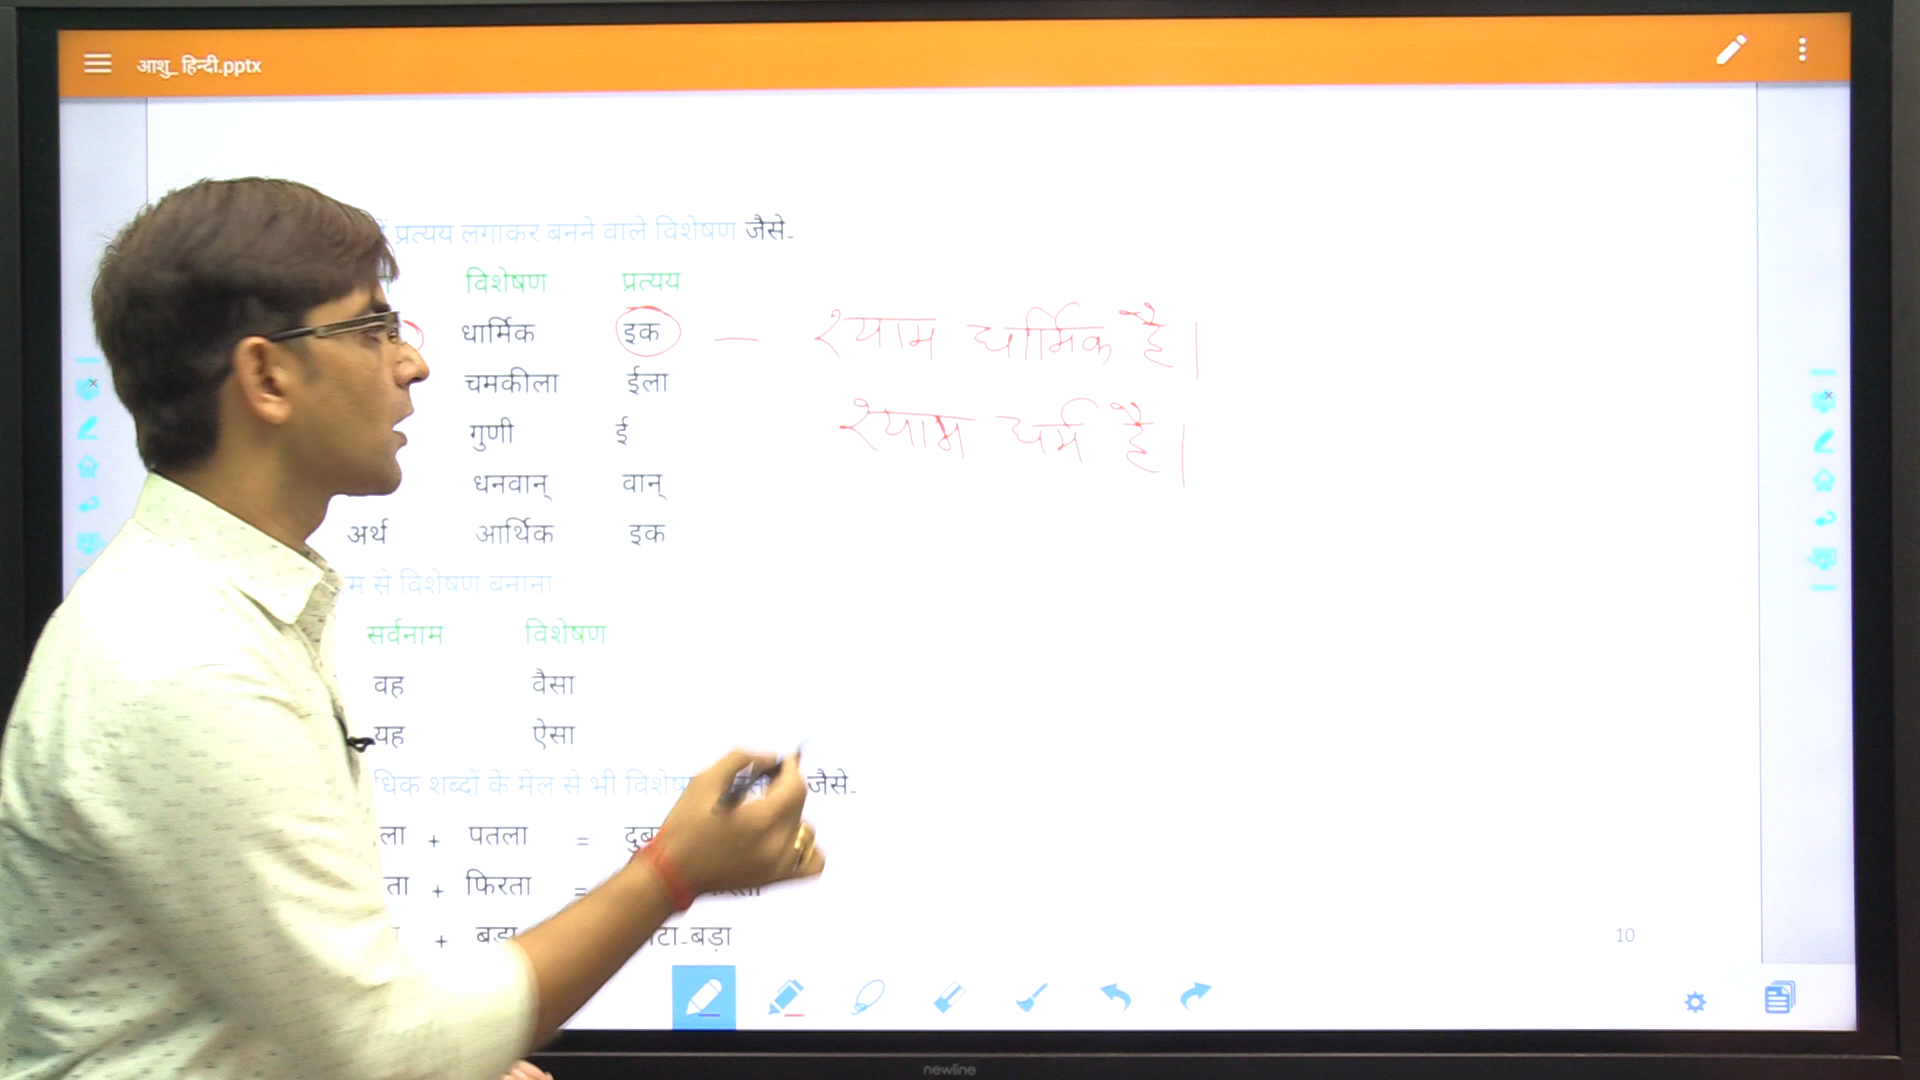 आशु_ हिन्दी.pptx
प्रत्यय लगाकर बनने वाले विशेषण जैसे-
विशेषण प्रत्यय
धार्मिक इक — श्याम धार्मिक है।
चमकीला ईला
श्याम धर्म है।
गुणी ई
धनवान् वान्
अर्थ आर्थिक इक
से विशेषण बनाना
सर्वनाम विशेषण
वह वैसा
यह ऐसा
शब्दों के मेल से भी जैसे-
+ पतला =
+ फिरता =
+ बड़ा -बड़ा
10
newline